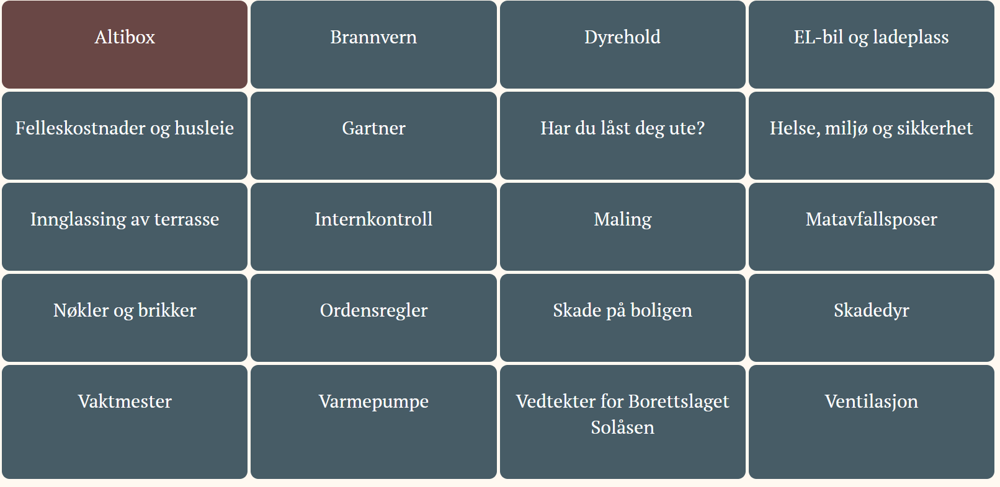 Altibox
Brannvern
Dyrehold
EL-bil og ladeplass
Felleskostnader og husleie
Gartner
Har du låst deg ute?
Helse, miljø og sikkerhet
Innglassing av terrasse
Internkontroll
Maling
Matavfallsposer
Nøkler og brikker
Ordensregler
Skade på boligen
Skadedyr
Vaktmester
Varmepumpe
Vedtekter for Borettslaget
Solåsen
Ventilasjon